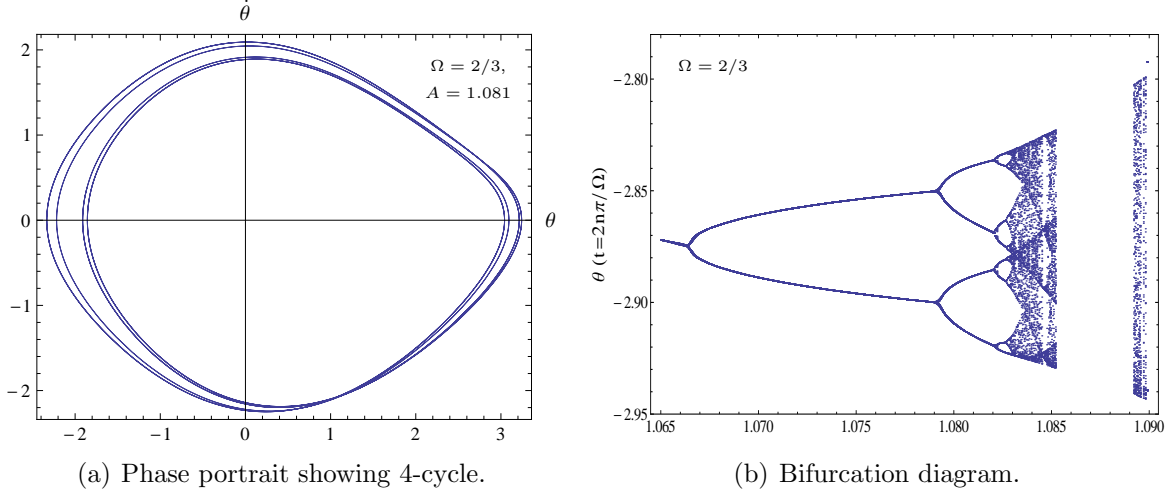 θ̇
2
1
0
−1
−2
θ
Ω = 2/3,
A = 1.081
−2 −1 0 1 2 3
(a) Phase portrait showing 4-cycle.
θ (t=2nπ/Ω)
−2.80
−2.85
−2.90
−2.95
Ω = 2/3
1.065 1.070 1.075 1.080 1.085 1.090
(b) Bifurcation diagram.